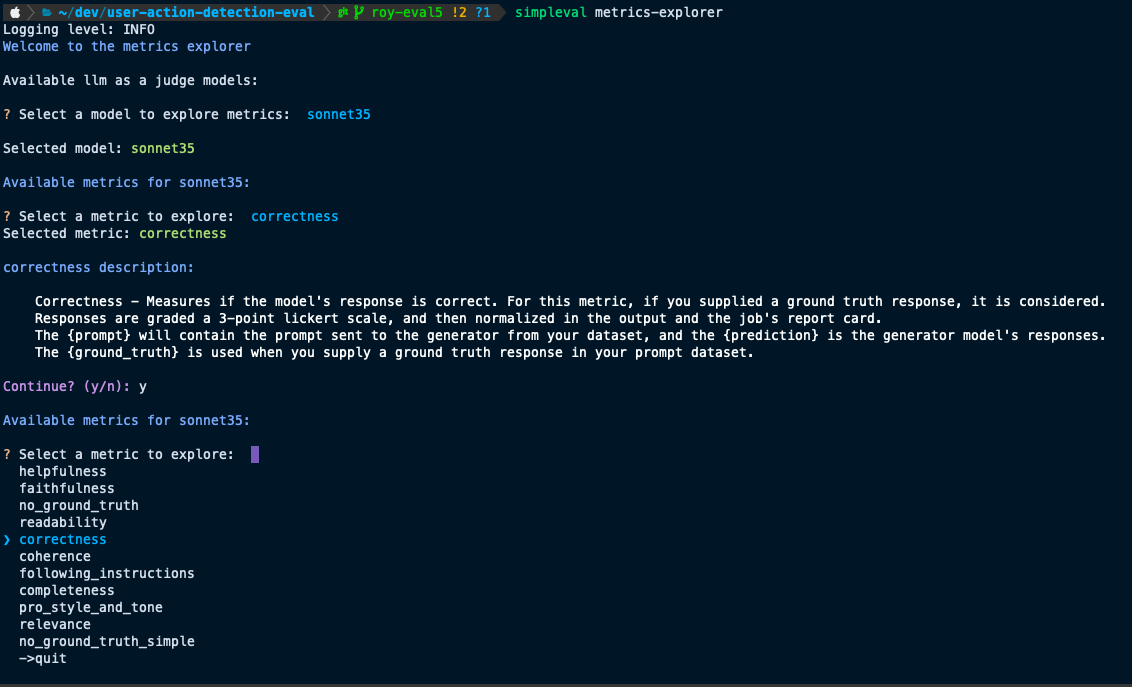 ~/dev/user-action-detection-eval roy-eval5 !2 ?1 simpleval metrics-explorer
Logging level: INFO
Welcome to the metrics explorer
Available llm as a judge models:
? Select a model to explore metrics: sonnet35
Selected model: sonnet35
Available metrics for sonnet35:
? Select a metric to explore: correctness
Selected metric: correctness
correctness description:
Correctness – Measures if the model's response is correct. For this metric, if you supplied a ground truth response, it is considered.
Responses are graded a 3-point lickert scale, and then normalized in the output and the job's report card.
The {prompt} will contain the prompt sent to the generator from your dataset, and the {prediction} is the generator model's responses.
The {ground_truth} is used when you supply a ground truth response in your prompt dataset.
Continue? (y/n): y
Available metrics for sonnet35:
? Select a metric to explore:
helpfulness
faithfulness
no_ground_truth
readability
❯ correctness
coherence
following_instructions
completeness
pro_style_and_tone
relevance
no_ground_truth_simple
->quit